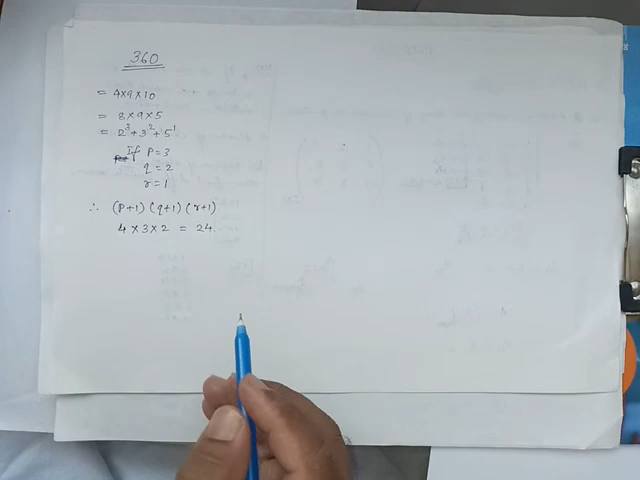 360
= 4×9×10
= 8×9×5
= 2³+3²+5¹
If P=3
q=2
r=1
∴ (P+1) (q+1) (r+1)
4×3×2 = 24.